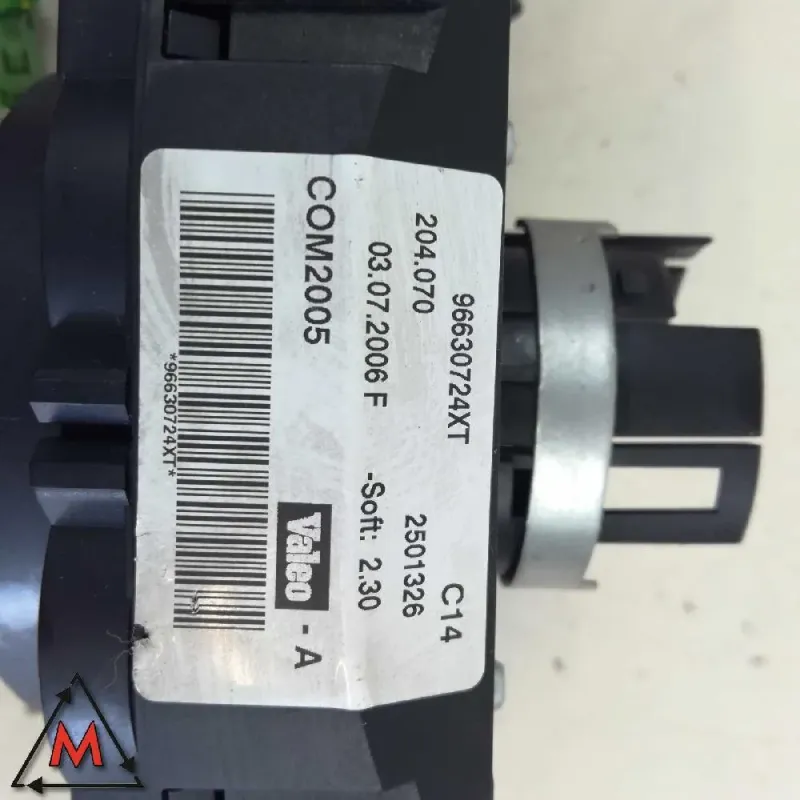 96630724XT C14
204.070 2501326
03.07.2006 F -Soft: 2.30
COM2005 Valeo - A
*96630724XT*
M